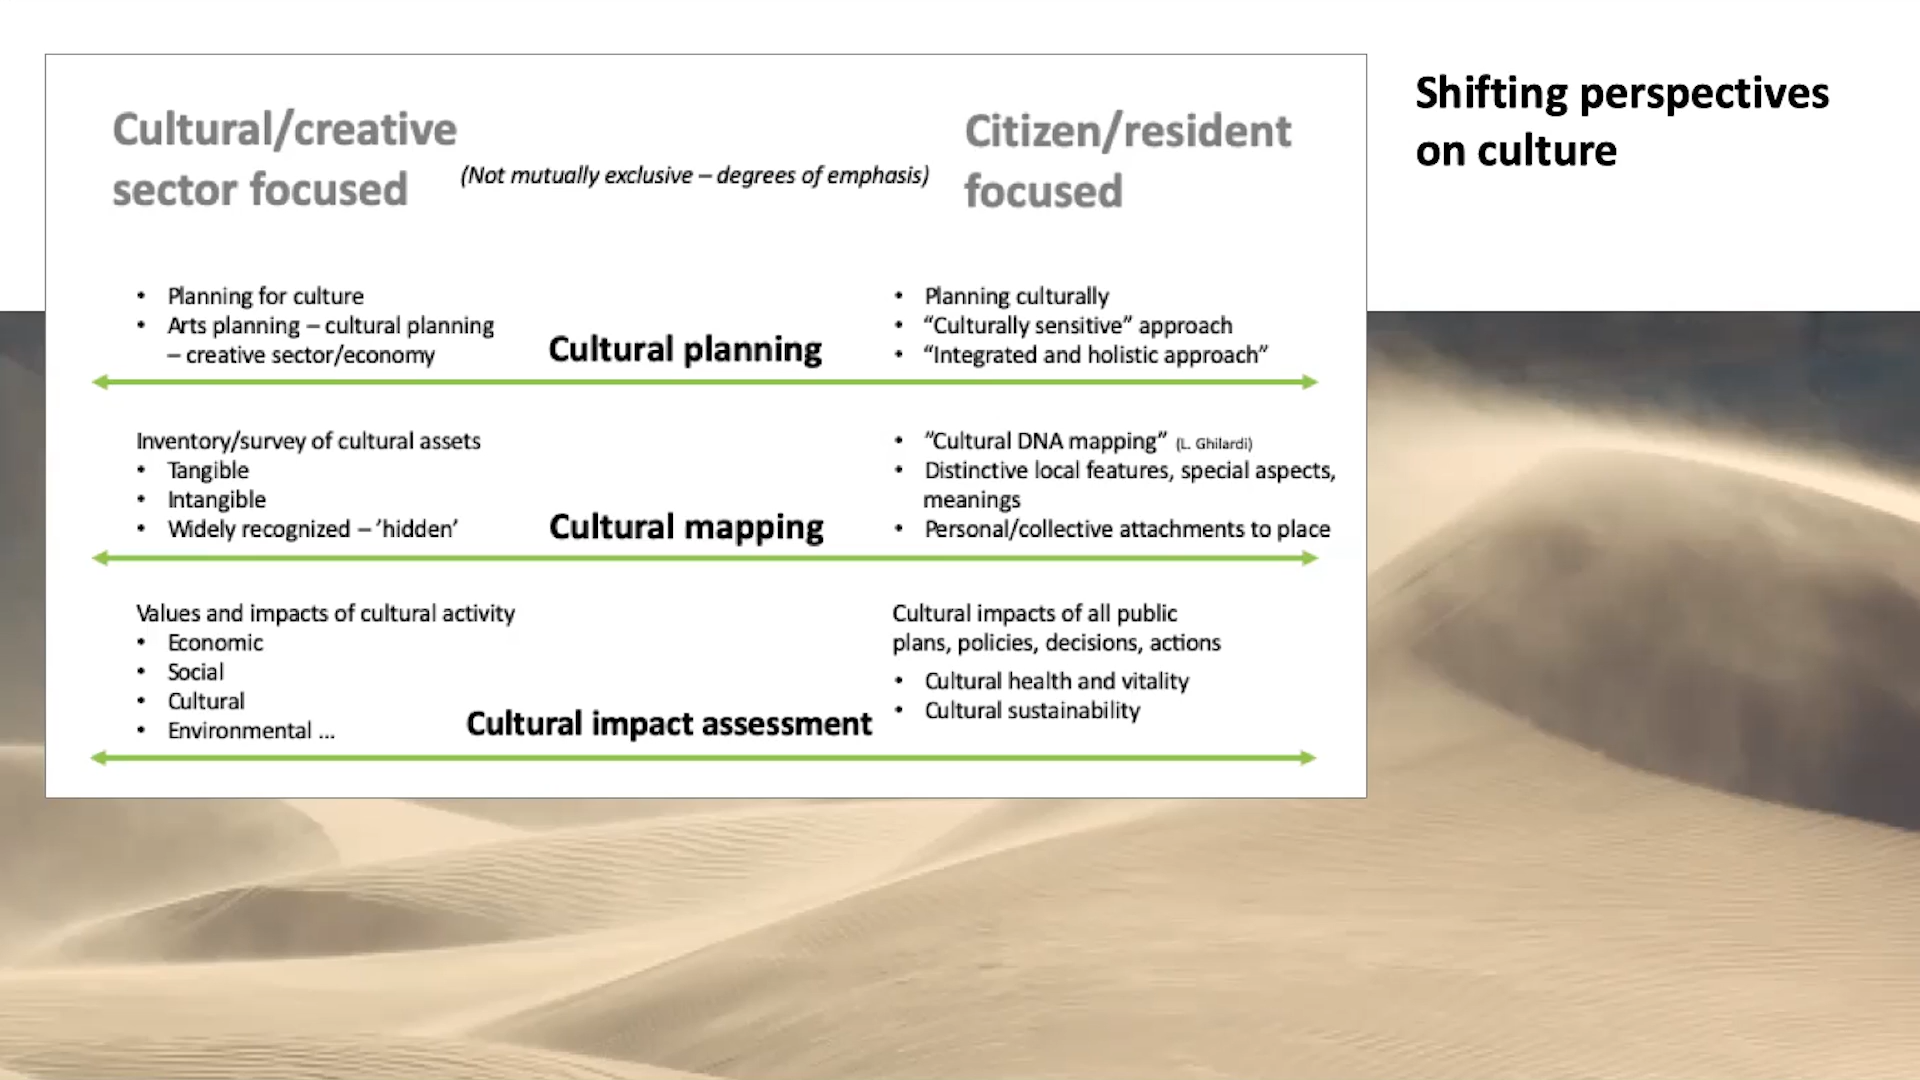 Shifting perspectives
on culture
Cultural/creative
sector focused
(Not mutually exclusive – degrees of emphasis)
Citizen/resident
focused
• Planning for culture
• Arts planning – cultural planning
– creative sector/economy
Cultural planning
• Planning culturally
• “Culturally sensitive” approach
• “Integrated and holistic approach”
Inventory/survey of cultural assets
• Tangible
• Intangible
• Widely recognized – ’hidden’
Cultural mapping
• ”Cultural DNA mapping” (L. Ghilardi)
• Distinctive local features, special aspects,
meanings
• Personal/collective attachments to place
Values and impacts of cultural activity
• Economic
• Social
• Cultural
• Environmental ...
Cultural impact assessment
Cultural impacts of all public
plans, policies, decisions, actions
• Cultural health and vitality
• Cultural sustainability